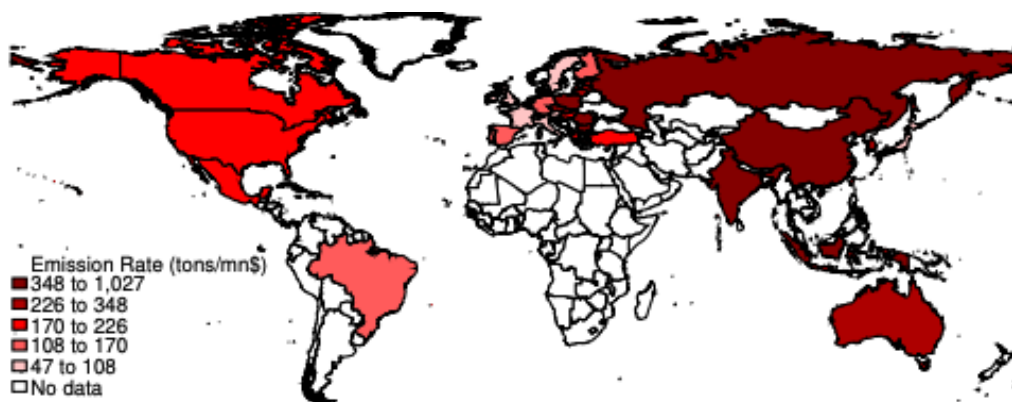 Emission Rate (tons/mn$)
348 to 1,027
226 to 348
170 to 226
108 to 170
47 to 108
No data